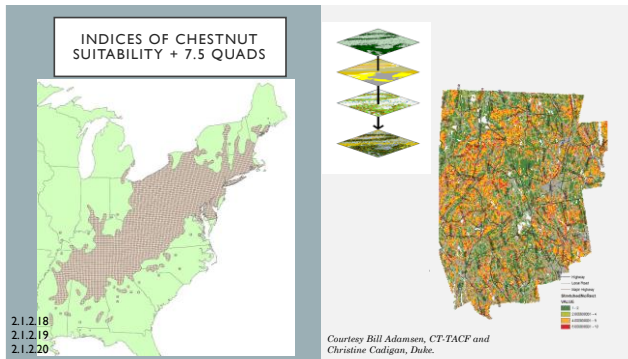 INDICES OF CHESTNUT
SUITABILITY + 7.5 QUADS
2.1.2.18
2.1.2.19
2.1.2.20
Highway
Local Road
Major Highway
Courtesy Bill Adamsen, CT-TACF and
Christine Cadigan, Duke.